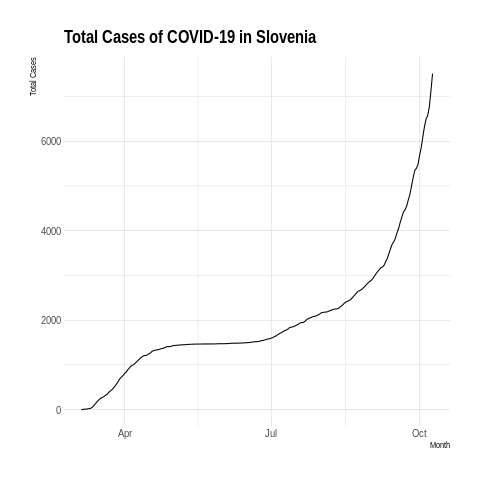 Total Cases of COVID-19 in Slovenia
Total Cases
6000
4000
2000
0
Apr Jul Oct
Month